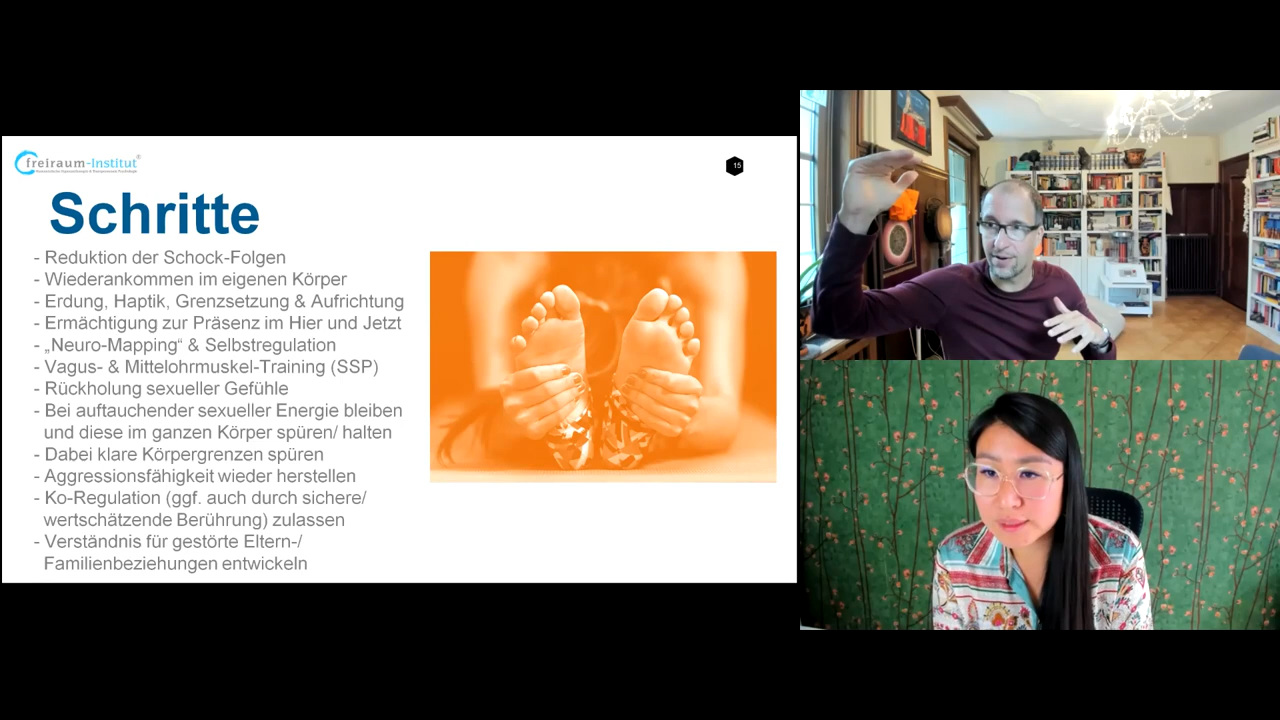 freiraum-Institut®
15
Schritte
- Reduktion der Schock-Folgen
- Wiederankommen im eigenen Körper
- Erdung, Haptik, Grenzsetzung & Aufrichtung
- Ermächtigung zur Präsenz im Hier und Jetzt
- „Neuro-Mapping“ & Selbstregulation
- Vagus- & Mittelohrmuskel-Training (SSP)
- Rückholung sexueller Gefühle
- Bei auftauchender sexueller Energie bleiben
und diese im ganzen Körper spüren/ halten
- Dabei klare Körpergrenzen spüren
- Aggressionsfähigkeit wieder herstellen
- Ko-Regulation (ggf. auch durch sichere/
wertschätzende Berührung) zulassen
- Verständnis für gestörte Eltern-/
Familienbeziehungen entwickeln